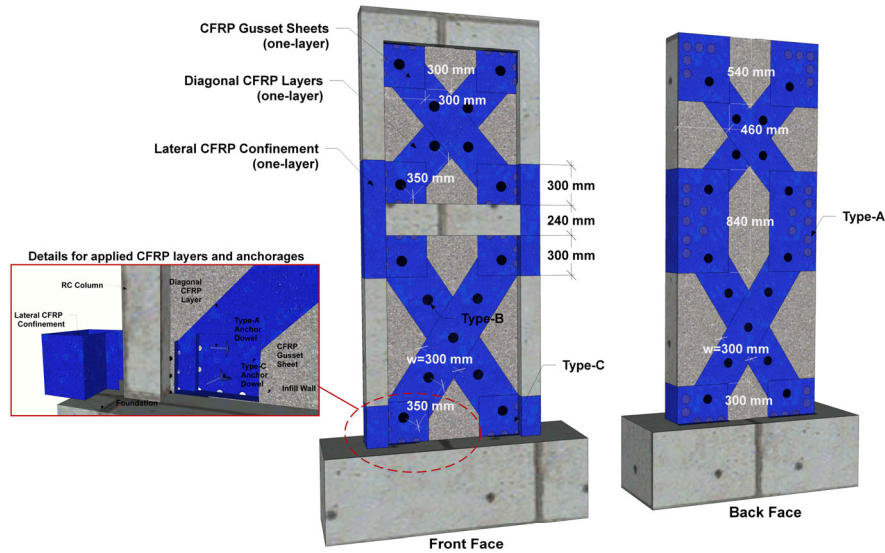 CFRP Gusset Sheets
(one-layer)
Diagonal CFRP Layers
(one-layer)
Lateral CFRP Confinement
(one-layer)
300 mm
300 mm
350 mm
300 mm
240 mm
300 mm
Type-B
w=300 mm
Type-C
350 mm
Front Face
540 mm
460 mm
840 mm
Type-A
w=300 mm
300 mm
Back Face
Details for applied CFRP layers and anchorages
RC Column
Diagonal
CFRP
Layer
Lateral CFRP
Confinement
Type-A
Anchor
Dowel
CFRP
Gusset
Sheet
Type-C
Anchor
Dowel
Infill Wall
Foundation